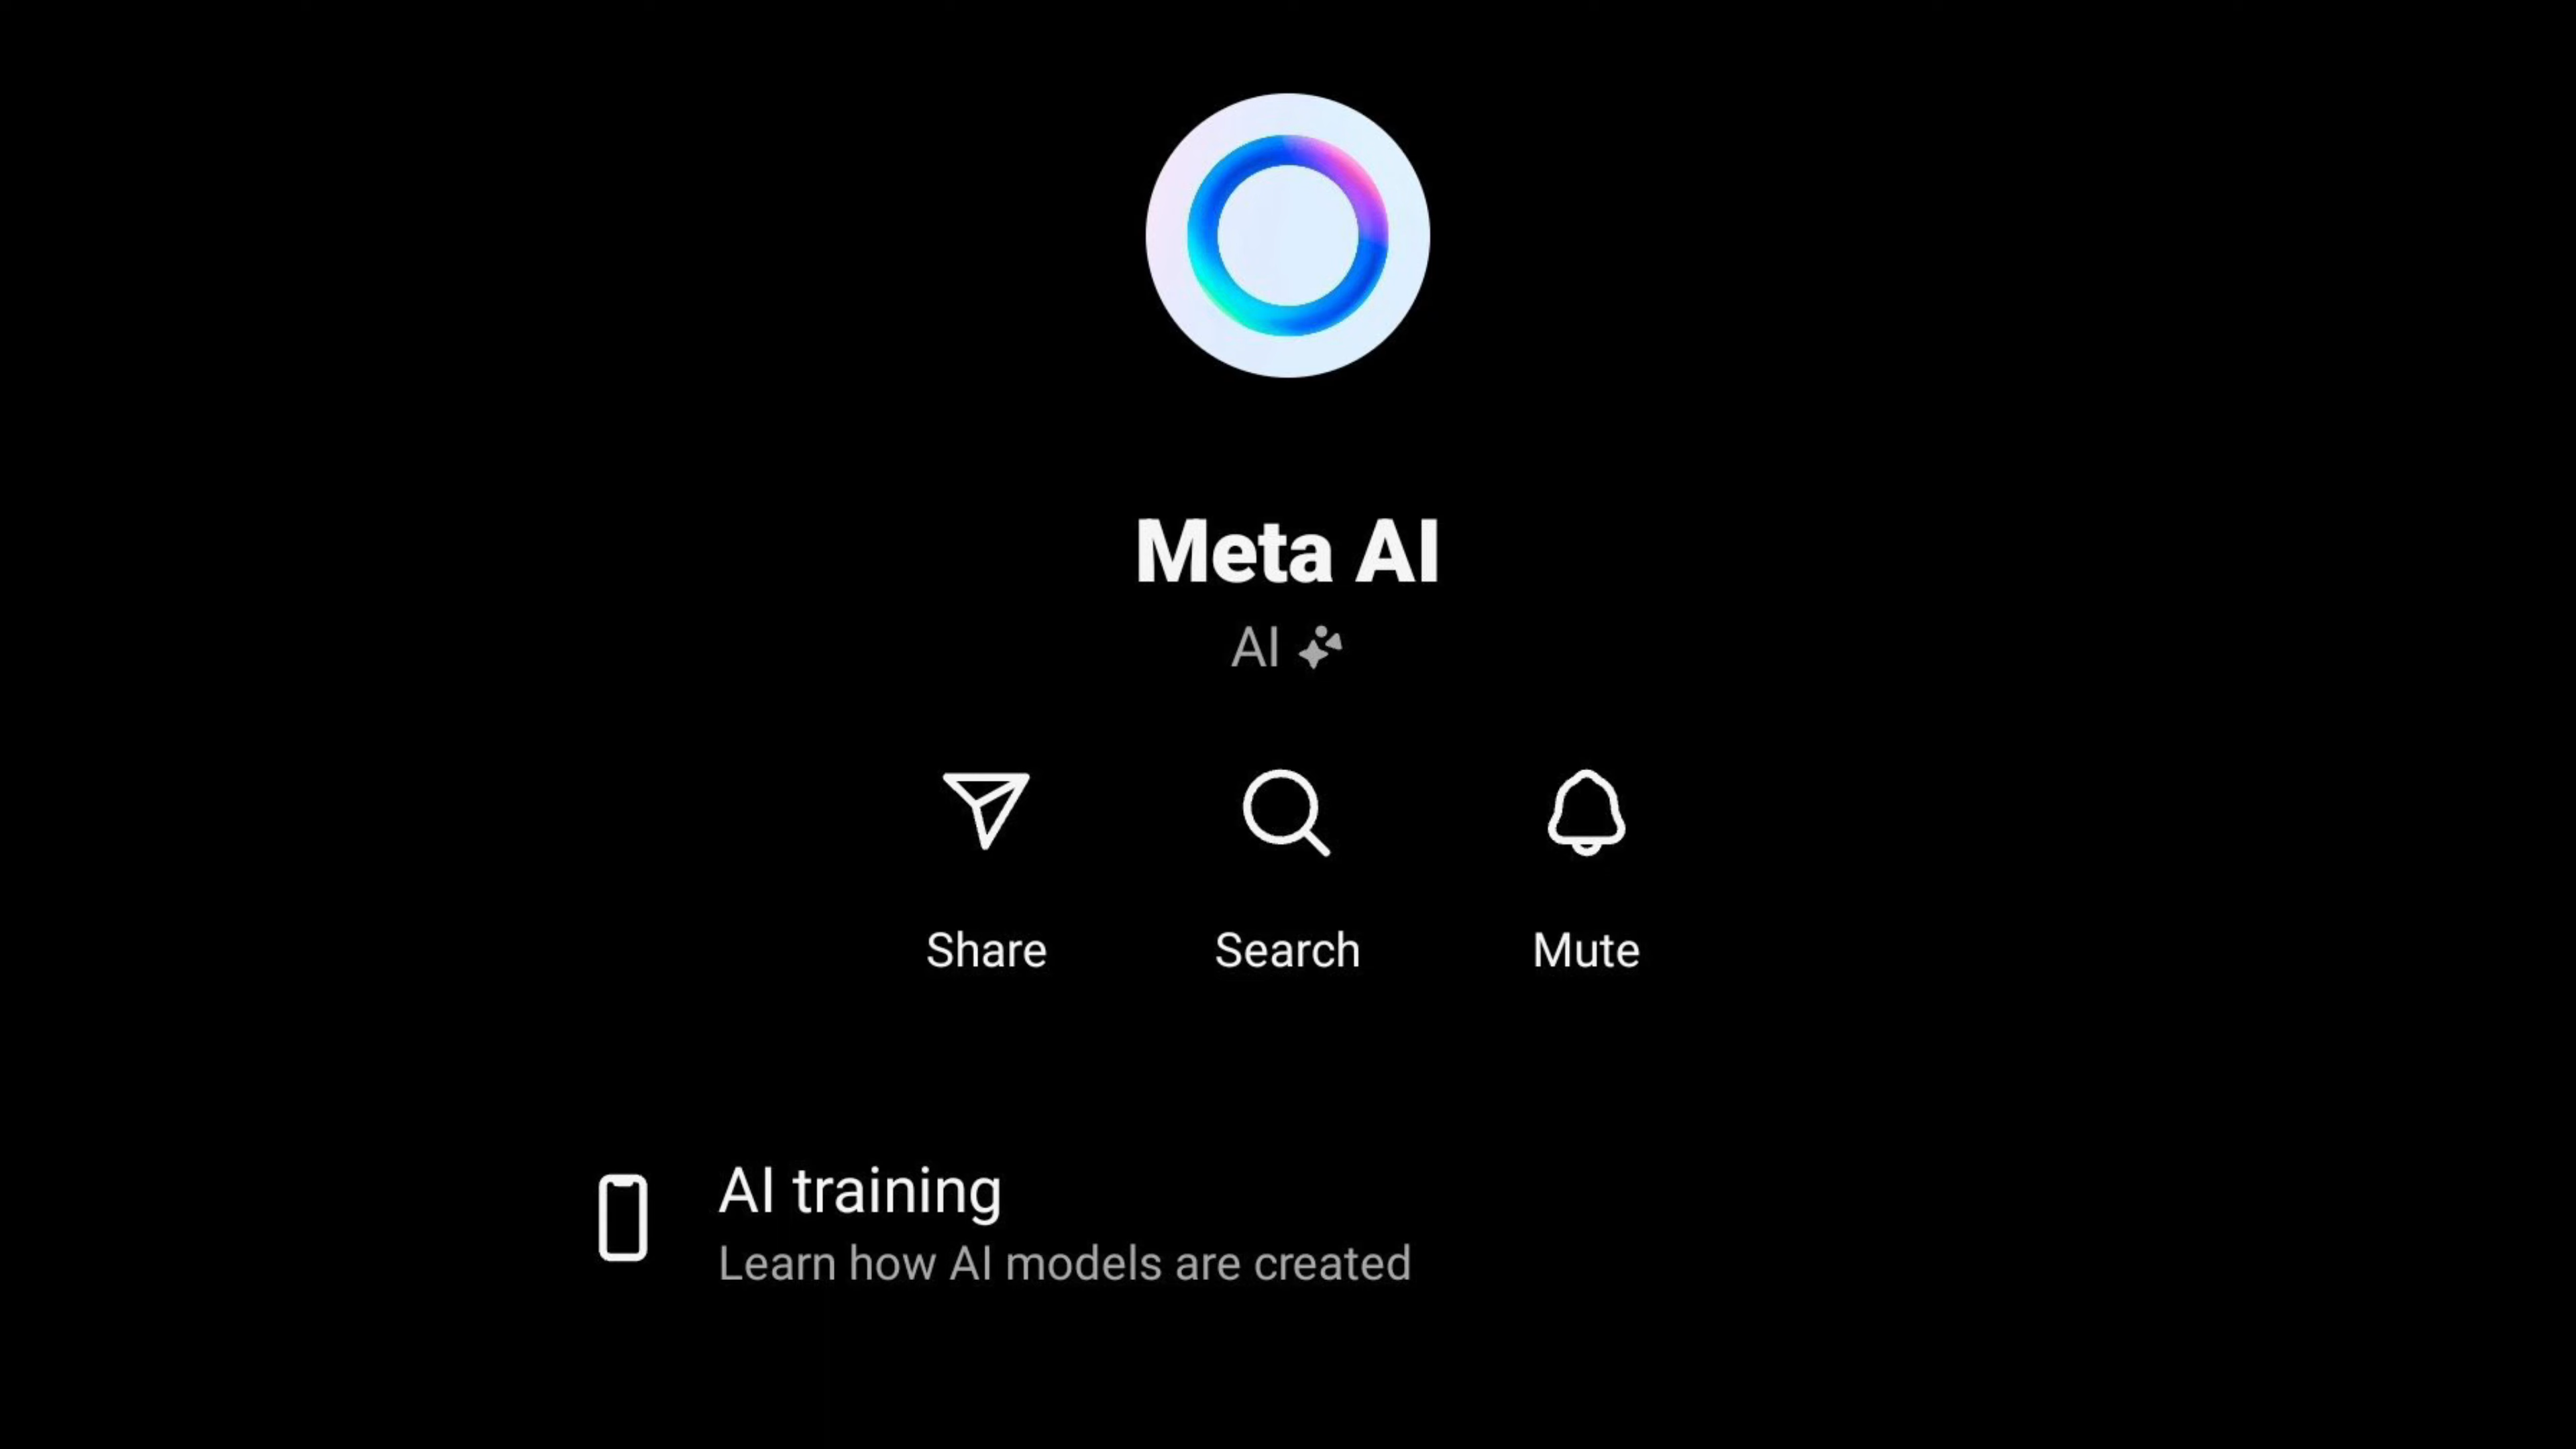 Meta AI
AI
Share
Search
Mute
AI training
Learn how AI models are created